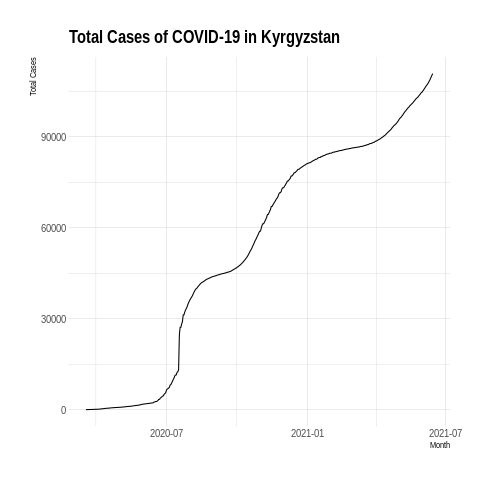 Total Cases of COVID-19 in Kyrgyzstan
Total Cases
90000
60000
30000
0
2020-07
2021-01
2021-07
Month